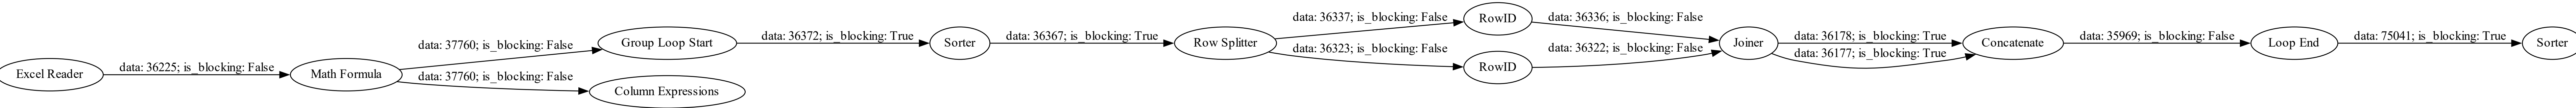 Excel Reader
data: 36225; is_blocking: False
Math Formula
data: 37760; is_blocking: False
data: 37760; is_blocking: False
Group Loop Start
Column Expressions
data: 36372; is_blocking: True
Sorter
data: 36367; is_blocking: True
Row Splitter
data: 36337; is_blocking: False
data: 36323; is_blocking: False
RowID
RowID
data: 36336; is_blocking: False
data: 36322; is_blocking: False
Joiner
data: 36178; is_blocking: True
data: 36177; is_blocking: True
Concatenate
data: 35969; is_blocking: False
Loop End
data: 75041; is_blocking: True
Sorter